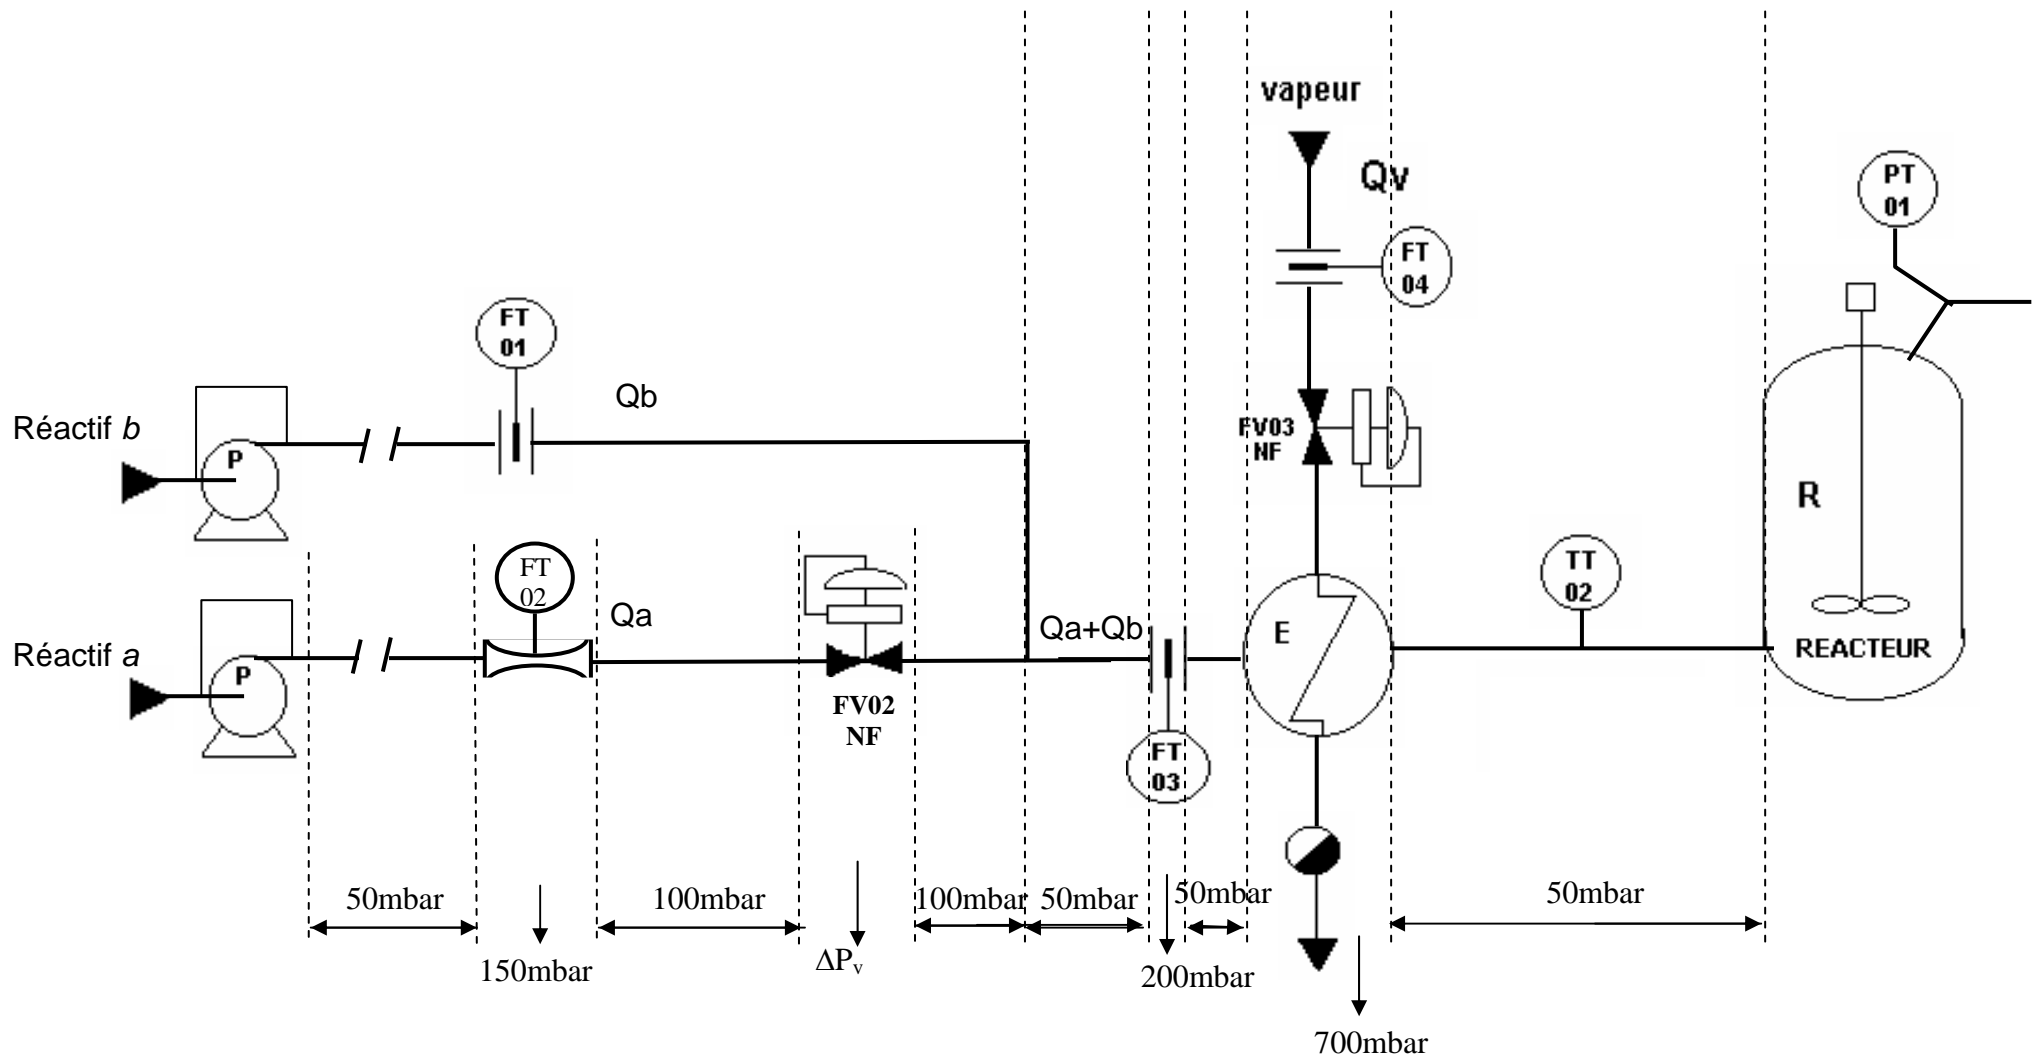 vapeur
Qv
PT
01
FT
04
FT
01
Qb
Réactif b
P
FV03
NF
R
FT
02
TT
02
Qa
Qa+Qb
E
REACTEUR
Réactif a
P
FV02
NF
FT
03
50mbar
100mbar
100mbar
50mbar
50mbar
50mbar
150mbar
ΔPv
200mbar
700mbar